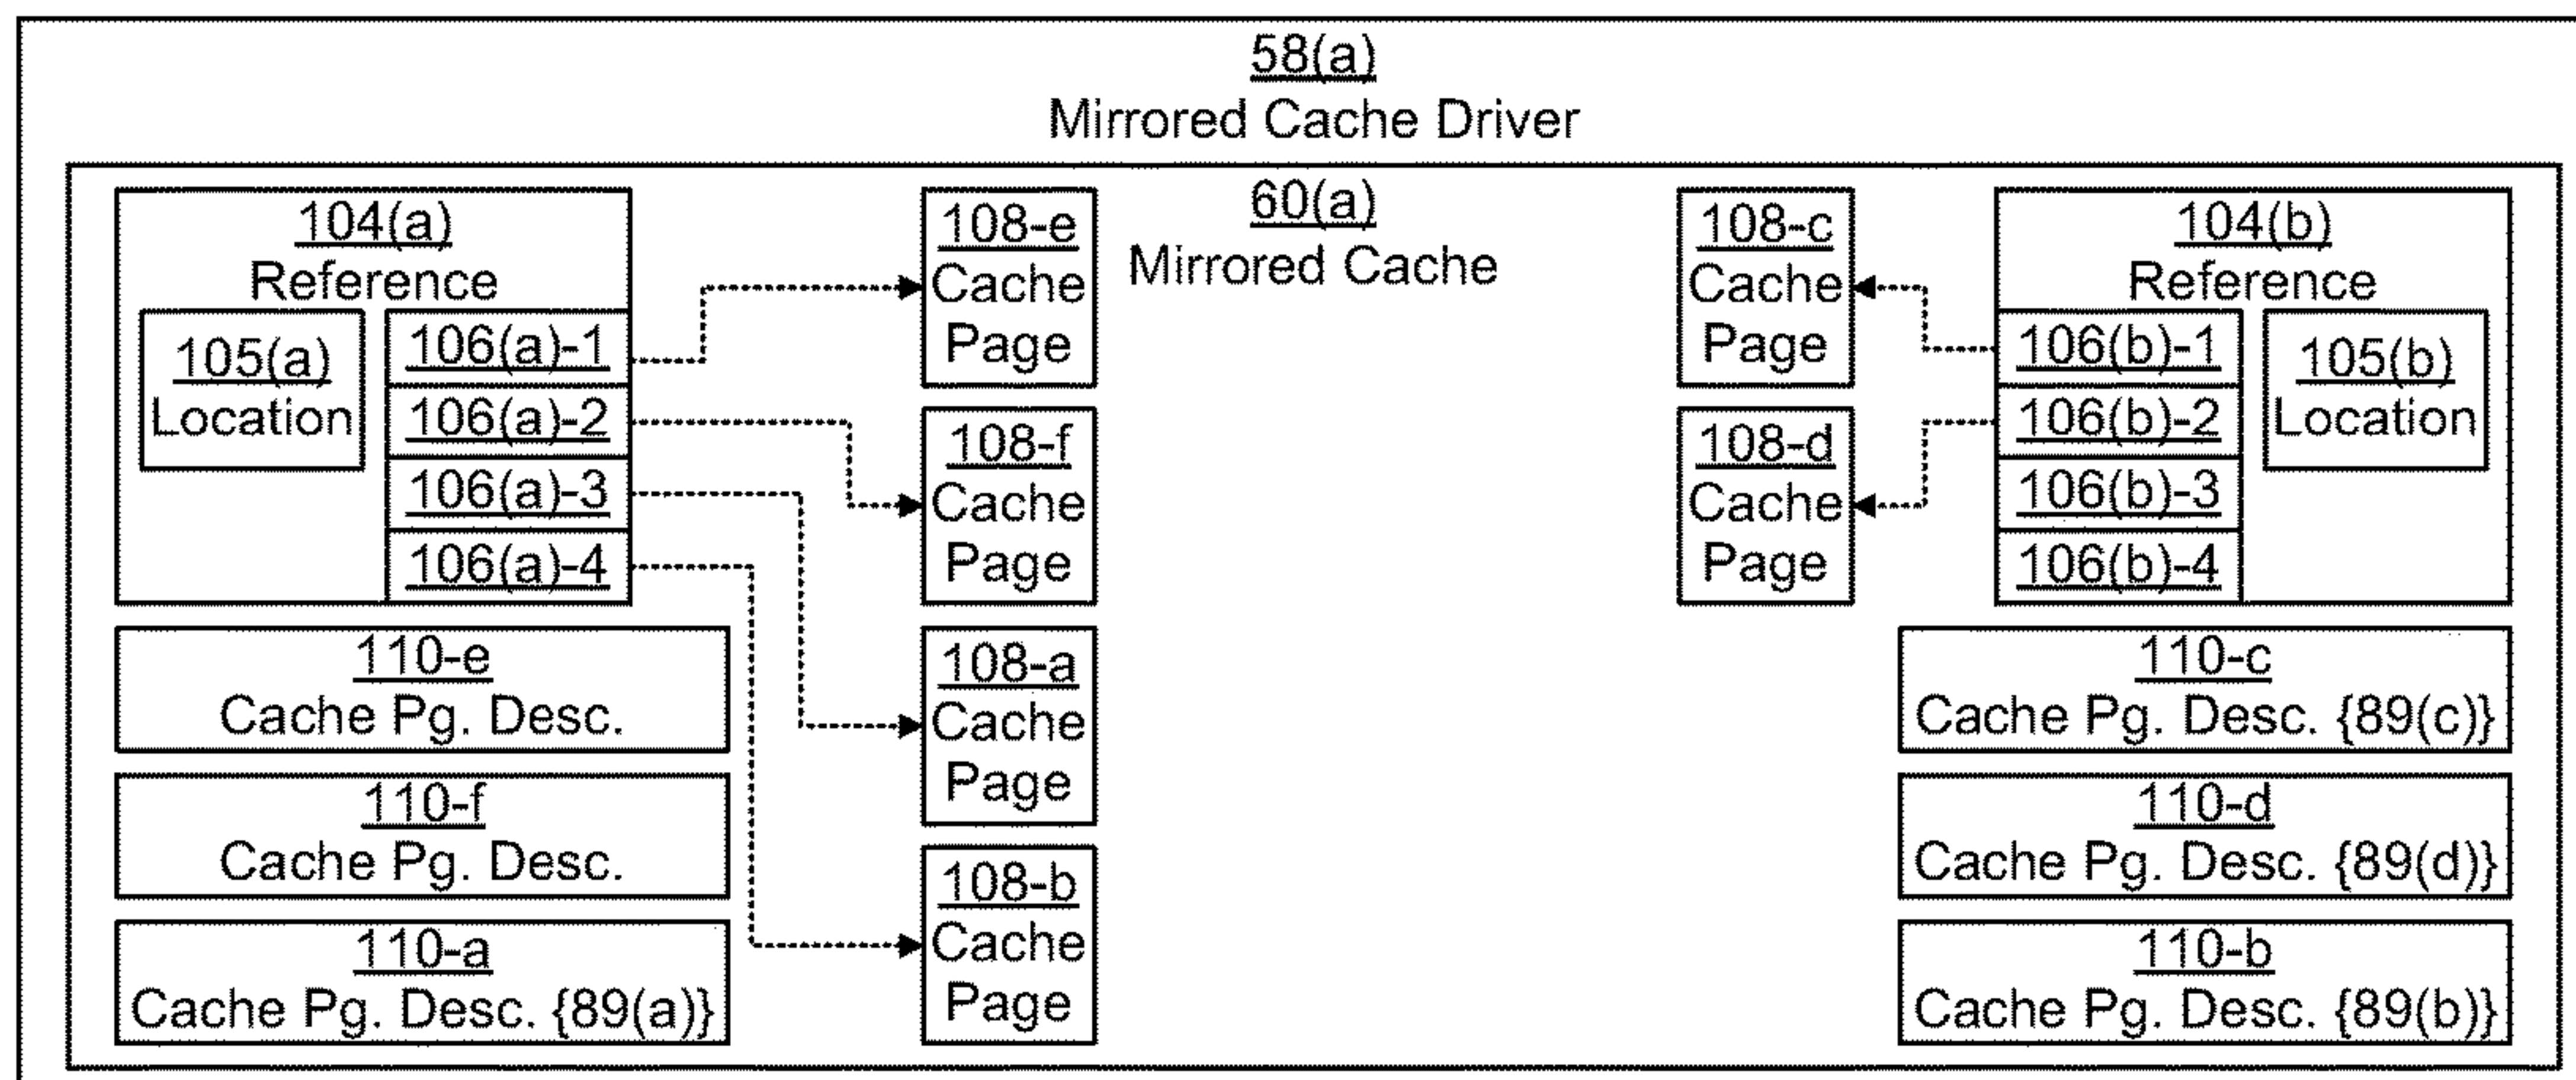 58(a)
Mirrored Cache Driver
60(a)
Mirrored Cache
104(a)
Reference
105(a)
Location
106(a)-1
106(a)-2
106(a)-3
106(a)-4
110-e
Cache Pg. Desc.
110-f
Cache Pg. Desc.
110-a
Cache Pg. Desc. {89(a)}
108-e
Cache
Page
108-f
Cache
Page
108-a
Cache
Page
108-b
Cache
Page
108-c
Cache
Page
108-d
Cache
Page
104(b)
Reference
106(b)-1
106(b)-2
106(b)-3
106(b)-4
105(b)
Location
110-c
Cache Pg. Desc. {89(c)}
110-d
Cache Pg. Desc. {89(d)}
110-b
Cache Pg. Desc. {89(b)}